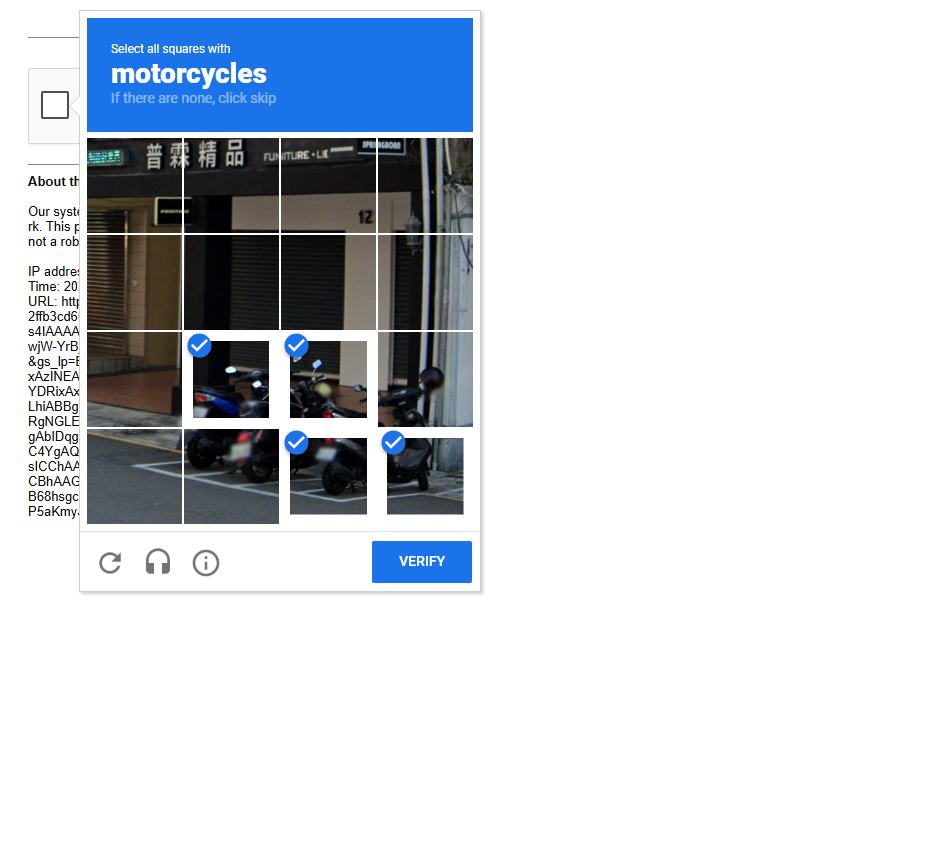 Select all squares with
motorcycles
If there are none, click skip
普霖精品
FUNITURE • LIE
SPRINGBORN
12
About th
Our syste
rk. This p
not a rob
IP addres
Time: 20
URL: http
2ffb3cd6
s4IAAAA
wjW-YrB
&gs_lp=E
xAzINEA
YDRixAx
LhiABBg
RgNGLE
gAbIDqg
C4YgAQ
sICChAA
CBhAAG
B68hsgc
P5aKmy
VERIFY